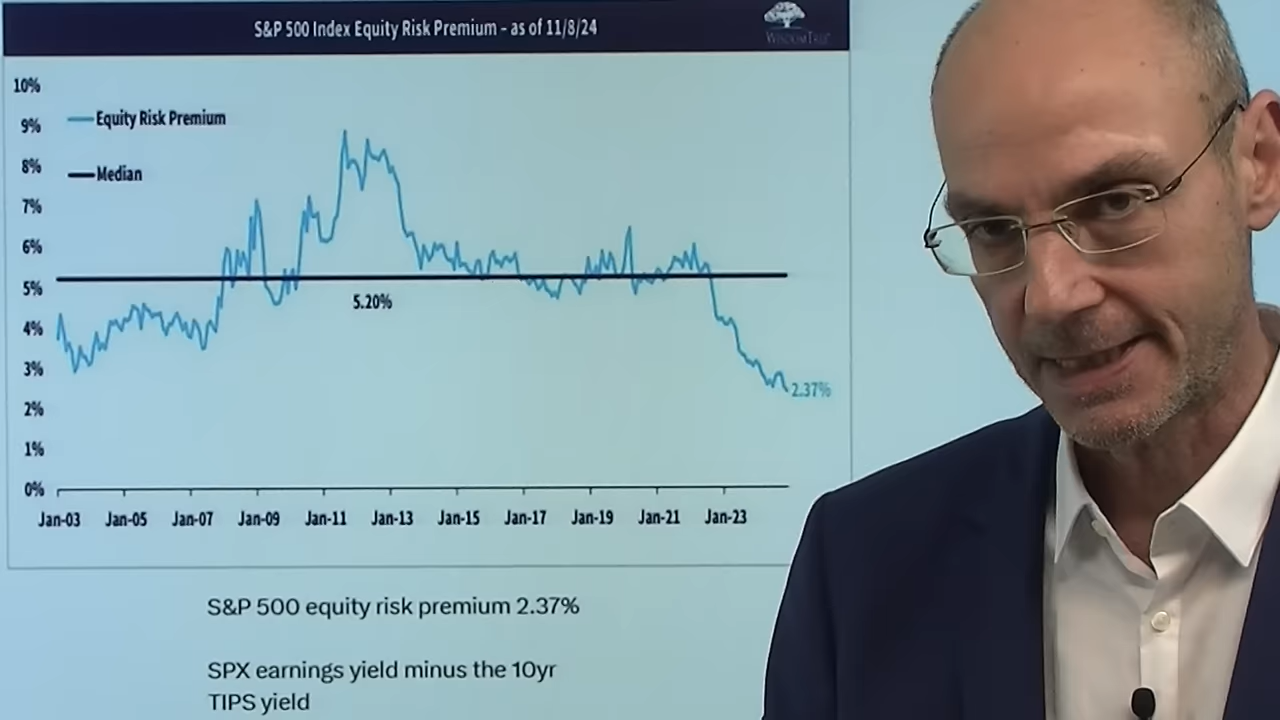 S&P 500 Index Equity Risk Premium - as of 11/8/24
WISDOMTREE
10%
9%
8%
7%
6%
5%
4%
3%
2%
1%
0%
Equity Risk Premium
Median
5.20%
2.37%
Jan-03 Jan-05 Jan-07 Jan-09 Jan-11 Jan-13 Jan-15 Jan-17 Jan-19 Jan-21 Jan-23
S&P 500 equity risk premium 2.37%
SPX earnings yield minus the 10yr
TIPS yield